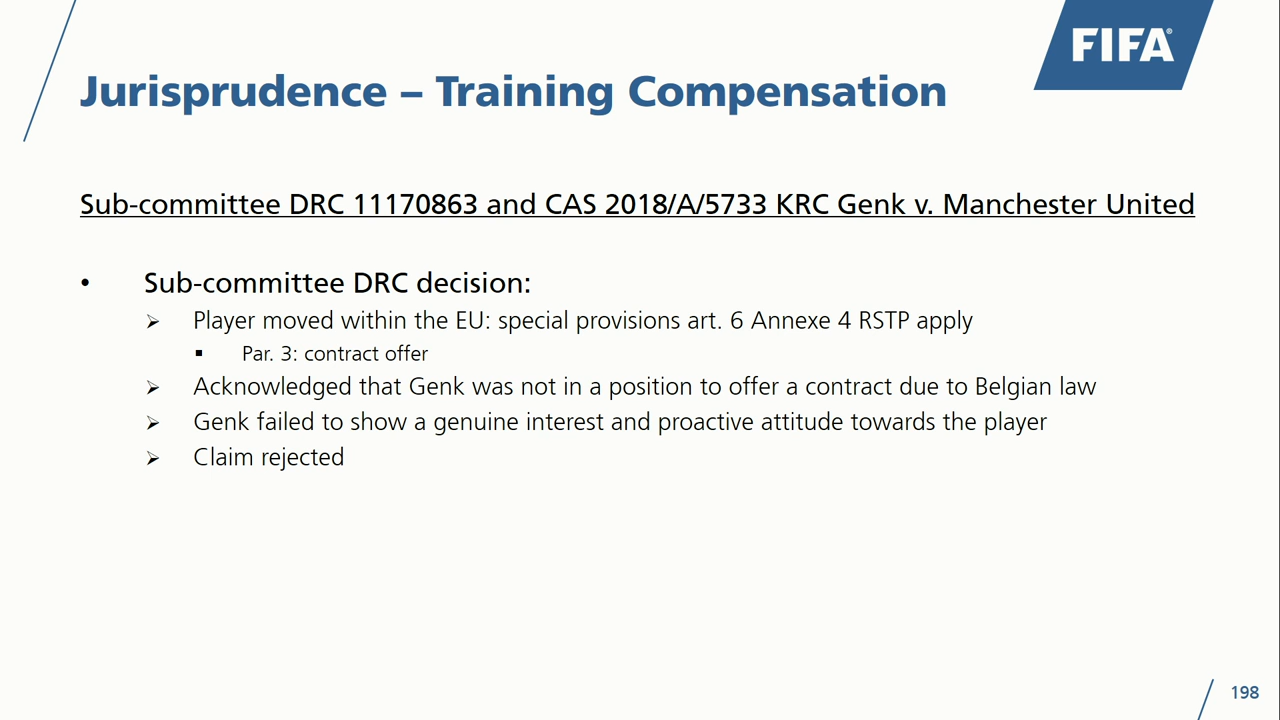 FIFA®
Jurisprudence – Training Compensation
Sub-committee DRC 11170863 and CAS 2018/A/5733 KRC Genk v. Manchester United
• Sub-committee DRC decision:
➢ Player moved within the EU: special provisions art. 6 Annexe 4 RSTP apply
▪ Par. 3: contract offer
➢ Acknowledged that Genk was not in a position to offer a contract due to Belgian law
➢ Genk failed to show a genuine interest and proactive attitude towards the player
➢ Claim rejected
198